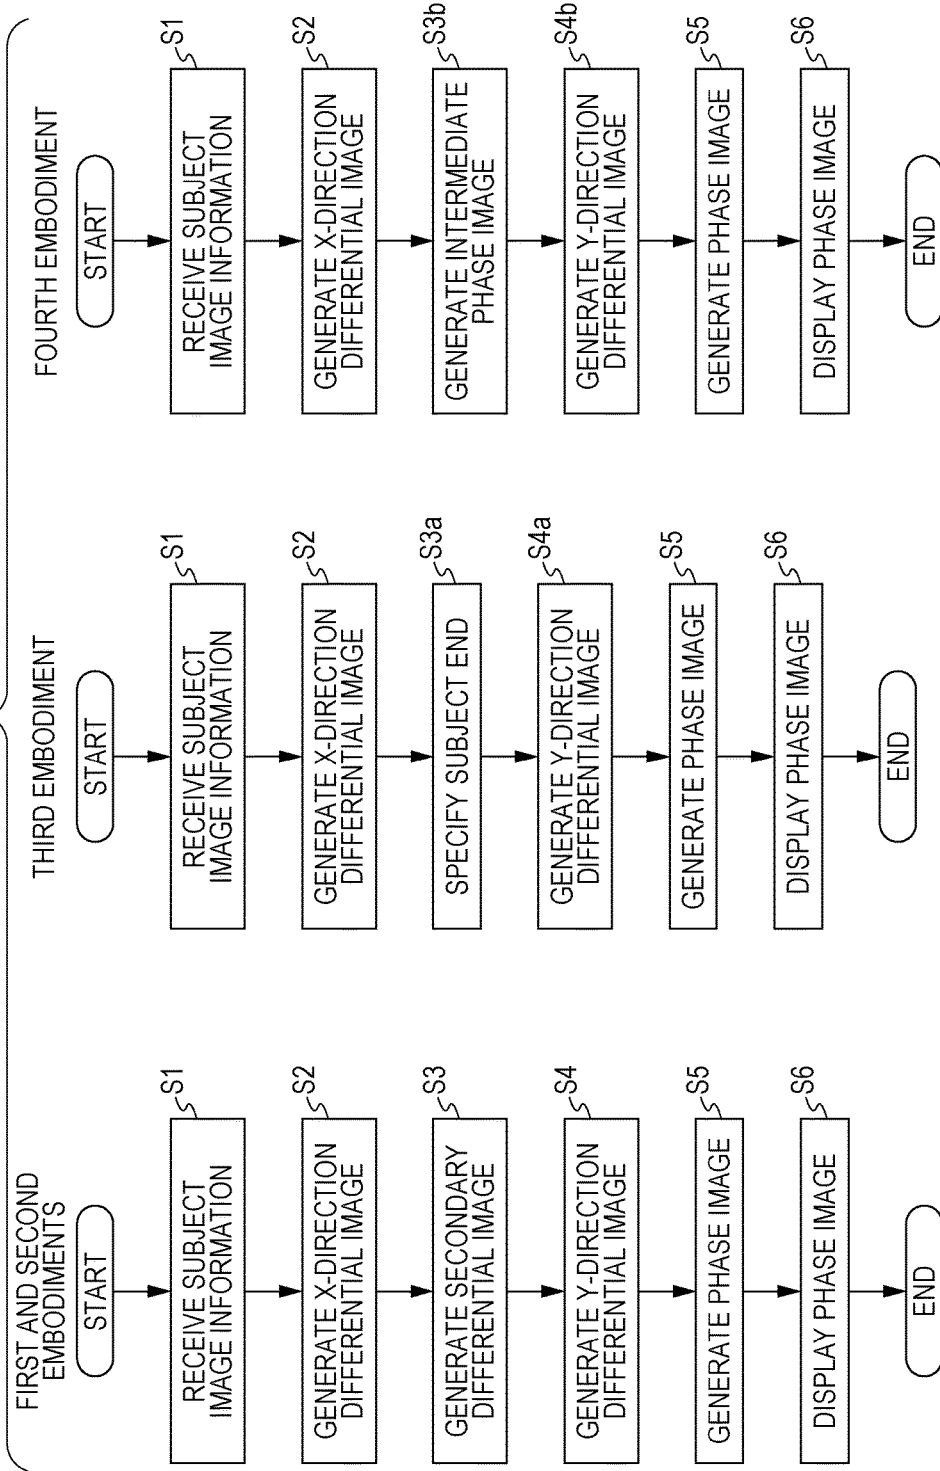 FIRST AND SECOND
EMBODIMENTS
START
RECEIVE SUBJECT
IMAGE INFORMATION
S1
GENERATE X-DIRECTION
DIFFERENTIAL IMAGE
S2
GENERATE SECONDARY
DIFFERENTIAL IMAGE
S3
GENERATE Y-DIRECTION
DIFFERENTIAL IMAGE
S4
GENERATE PHASE IMAGE
S5
DISPLAY PHASE IMAGE
S6
END
THIRD EMBODIMENT
START
RECEIVE SUBJECT
IMAGE INFORMATION
S1
GENERATE X-DIRECTION
DIFFERENTIAL IMAGE
S2
SPECIFY SUBJECT END
S3a
GENERATE Y-DIRECTION
DIFFERENTIAL IMAGE
S4a
GENERATE PHASE IMAGE
S5
DISPLAY PHASE IMAGE
S6
END
FOURTH EMBODIMENT
START
RECEIVE SUBJECT
IMAGE INFORMATION
S1
GENERATE X-DIRECTION
DIFFERENTIAL IMAGE
S2
GENERATE INTERMEDIATE
PHASE IMAGE
S3b
GENERATE Y-DIRECTION
DIFFERENTIAL IMAGE
S4b
GENERATE PHASE IMAGE
S5
DISPLAY PHASE IMAGE
S6
END